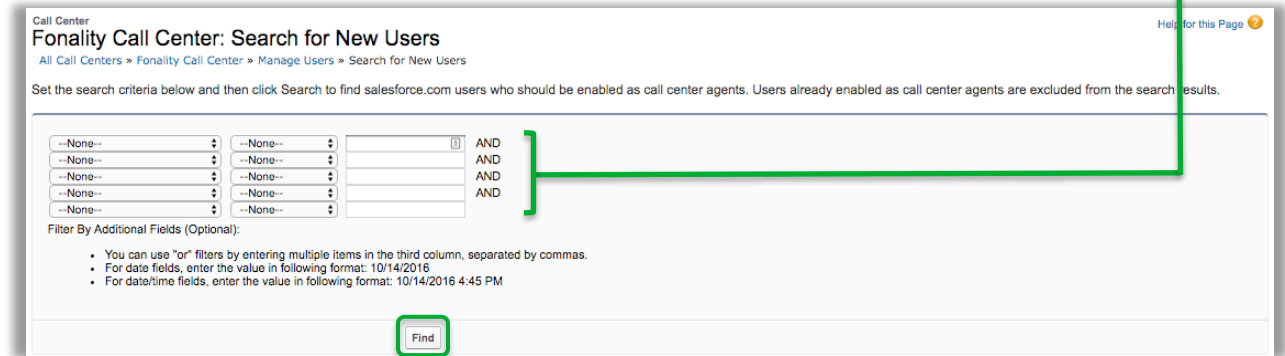 Call Center
Help for this Page
Fonality Call Center: Search for New Users
All Call Centers » Fonality Call Center » Manage Users » Search for New Users
Set the search criteria below and then click Search to find salesforce.com users who should be enabled as call center agents. Users already enabled as call center agents are excluded from the search results.
--None-- --None-- AND
--None-- --None-- AND
--None-- --None-- AND
--None-- --None-- AND
--None-- --None--
Filter By Additional Fields (Optional):
• You can use "or" filters by entering multiple items in the third column, separated by commas.
• For date fields, enter the value in following format: 10/14/2016
• For date/time fields, enter the value in following format: 10/14/2016 4:45 PM
Find